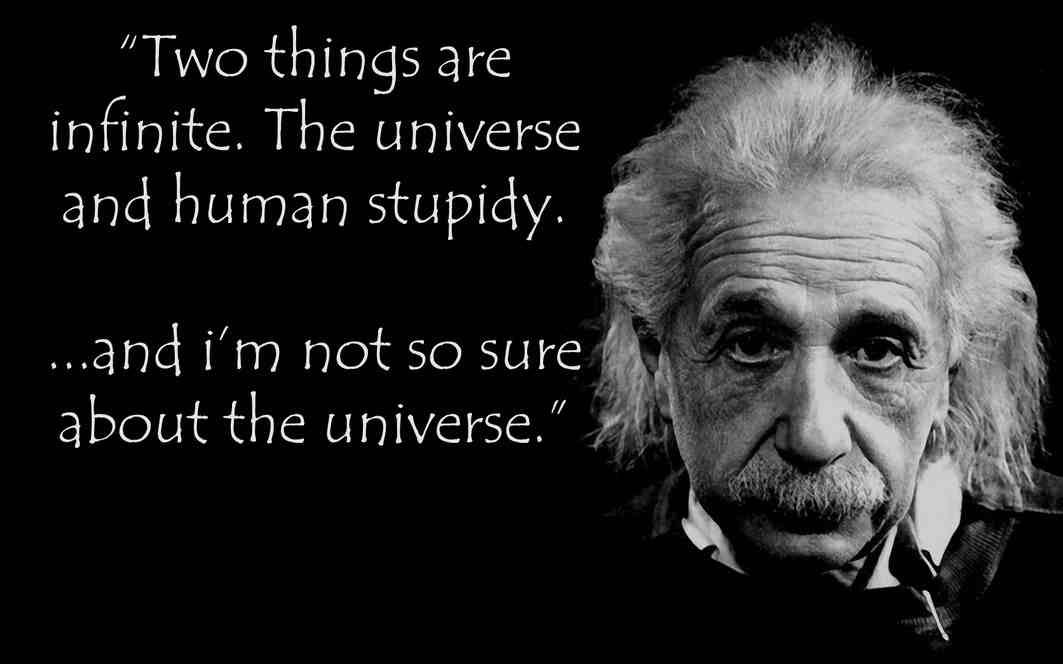 “Two things are
infinite. The universe
and human stupidy.
...and i’m not so sure
about the universe.”